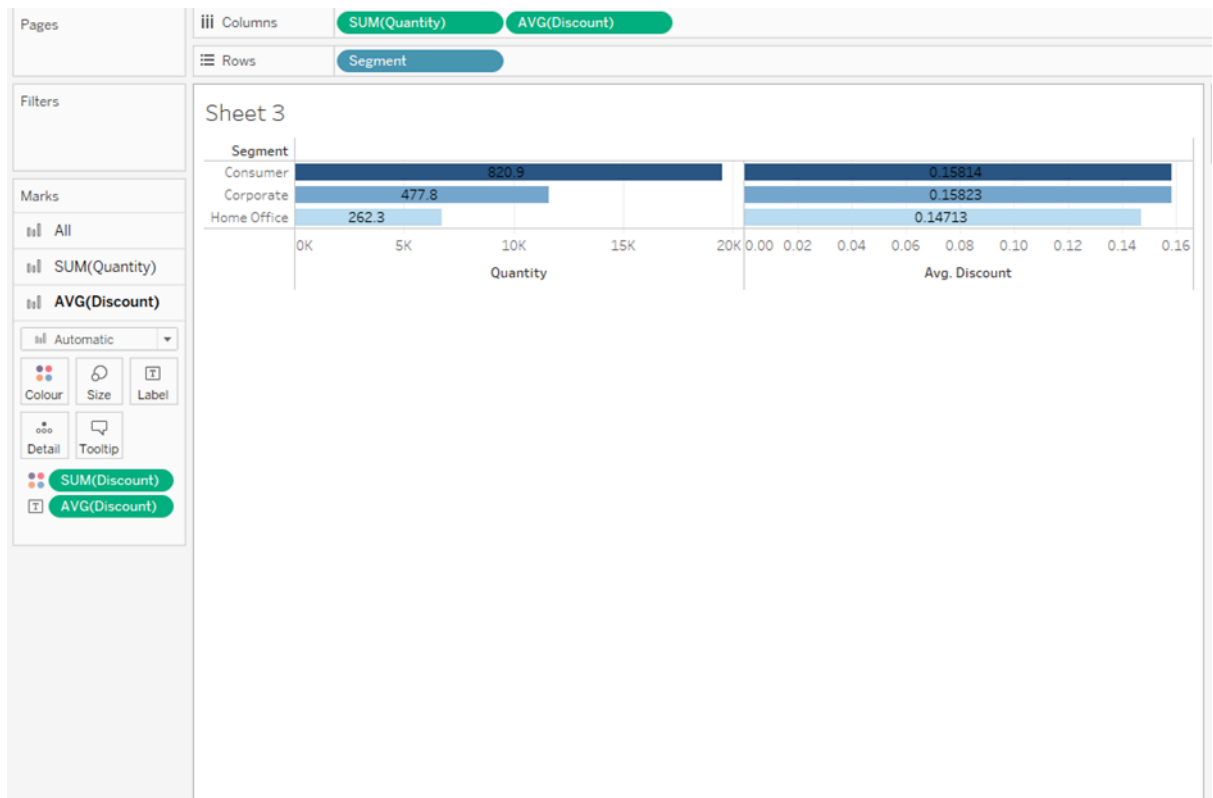 Pages
Columns SUM(Quantity) AVG(Discount)
Rows Segment
Filters
Marks
All
SUM(Quantity)
AVG(Discount)
Automatic
Colour Size Label
Detail Tooltip
SUM(Discount)
AVG(Discount)
Sheet 3
Segment
Consumer 820.9 0.15814
Corporate 477.8 0.15823
Home Office 262.3 0.14713
0K 5K 10K 15K 20K 0.00 0.02 0.04 0.06 0.08 0.10 0.12 0.14 0.16
Quantity Avg. Discount